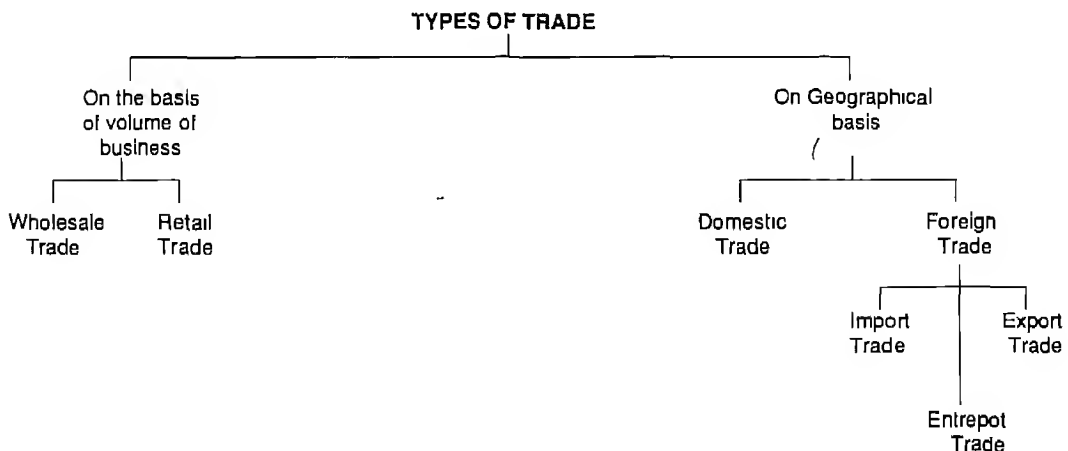 TYPES OF TRADE
On the basis
of volume of
business
On Geographical
basis
Wholesale
Trade
Retail
Trade
Domestic
Trade
Foreign
Trade
Import
Trade
Export
Trade
Entrepot
Trade